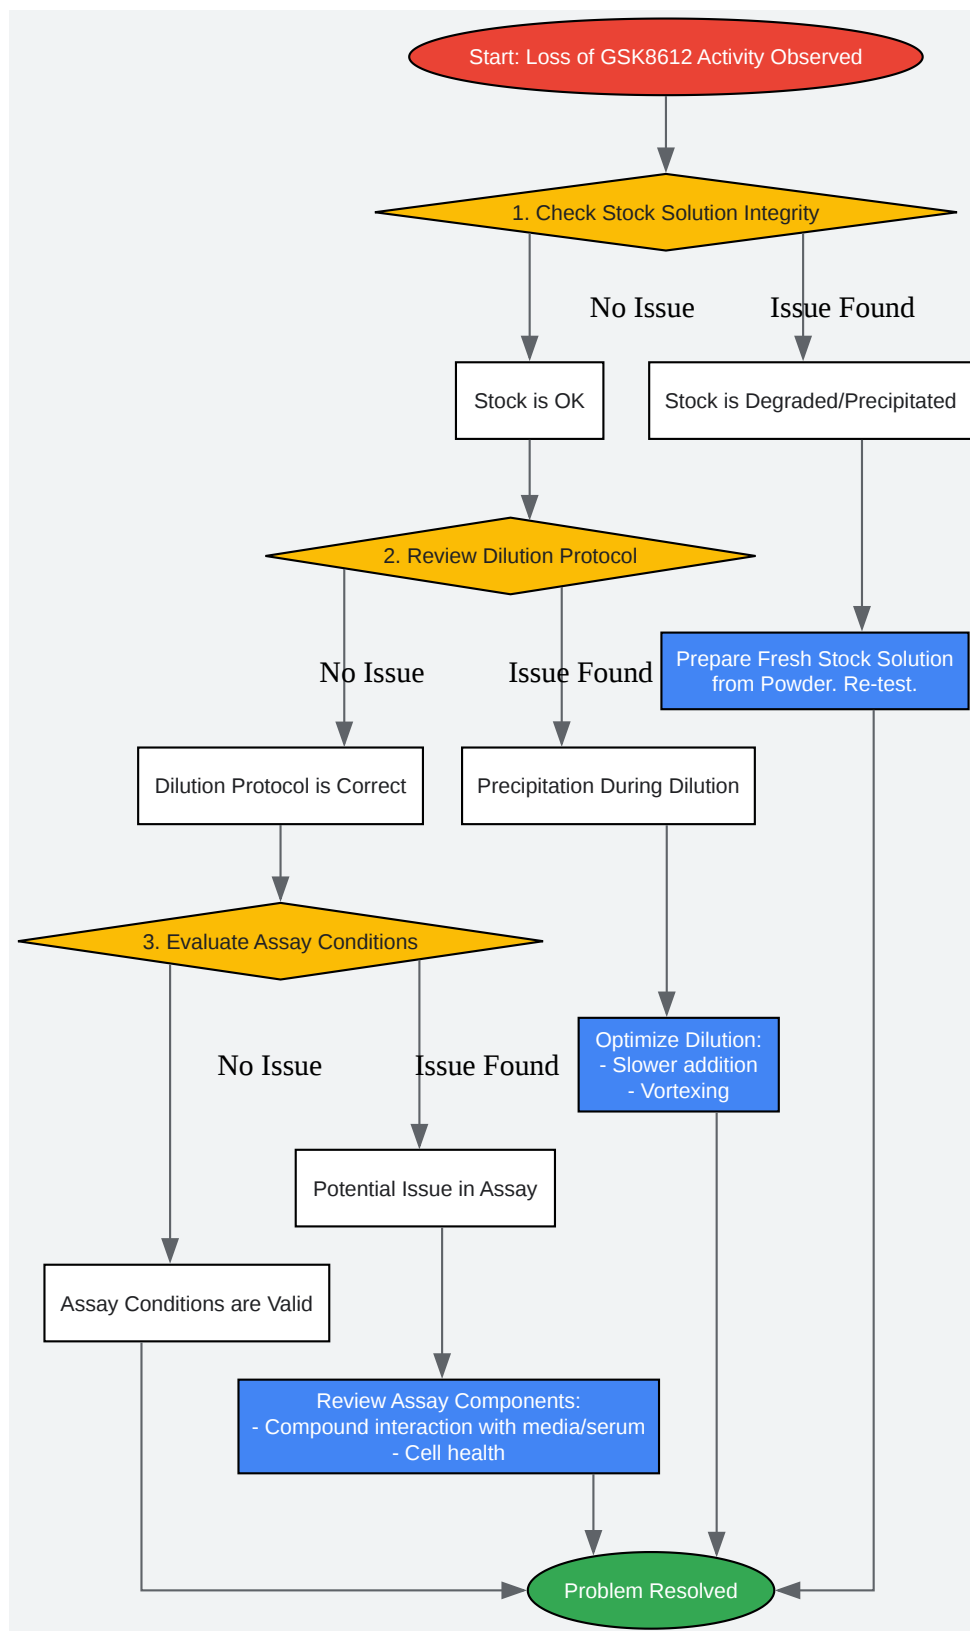 Start: Loss of GSK8612 Activity Observed
1. Check Stock Solution Integrity
No Issue
Issue Found
Stock is OK
Stock is Degraded/Precipitated
2. Review Dilution Protocol
No Issue
Issue Found
Prepare Fresh Stock Solution
from Powder. Re-test.
Dilution Protocol is Correct
Precipitation During Dilution
3. Evaluate Assay Conditions
No Issue
Issue Found
Optimize Dilution:
- Slower addition
- Vortexing
Potential Issue in Assay
Assay Conditions are Valid
Review Assay Components:
- Compound interaction with media/serum
- Cell health
Problem Resolved